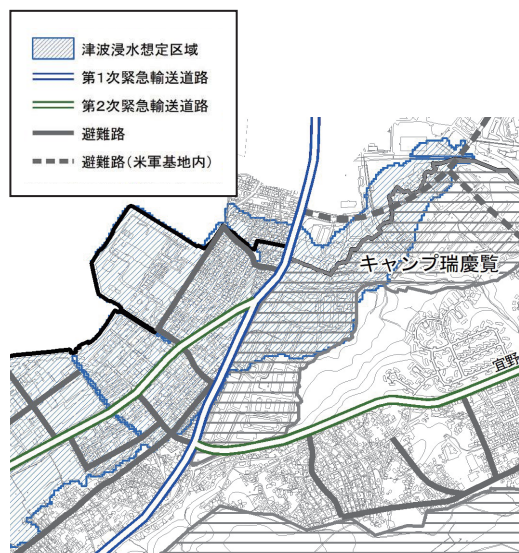 津波浸水想定区域
第1次緊急輸送道路
第2次緊急輸送道路
避難路
避難路(米軍基地内)
キャンプ瑞慶覧
宜野